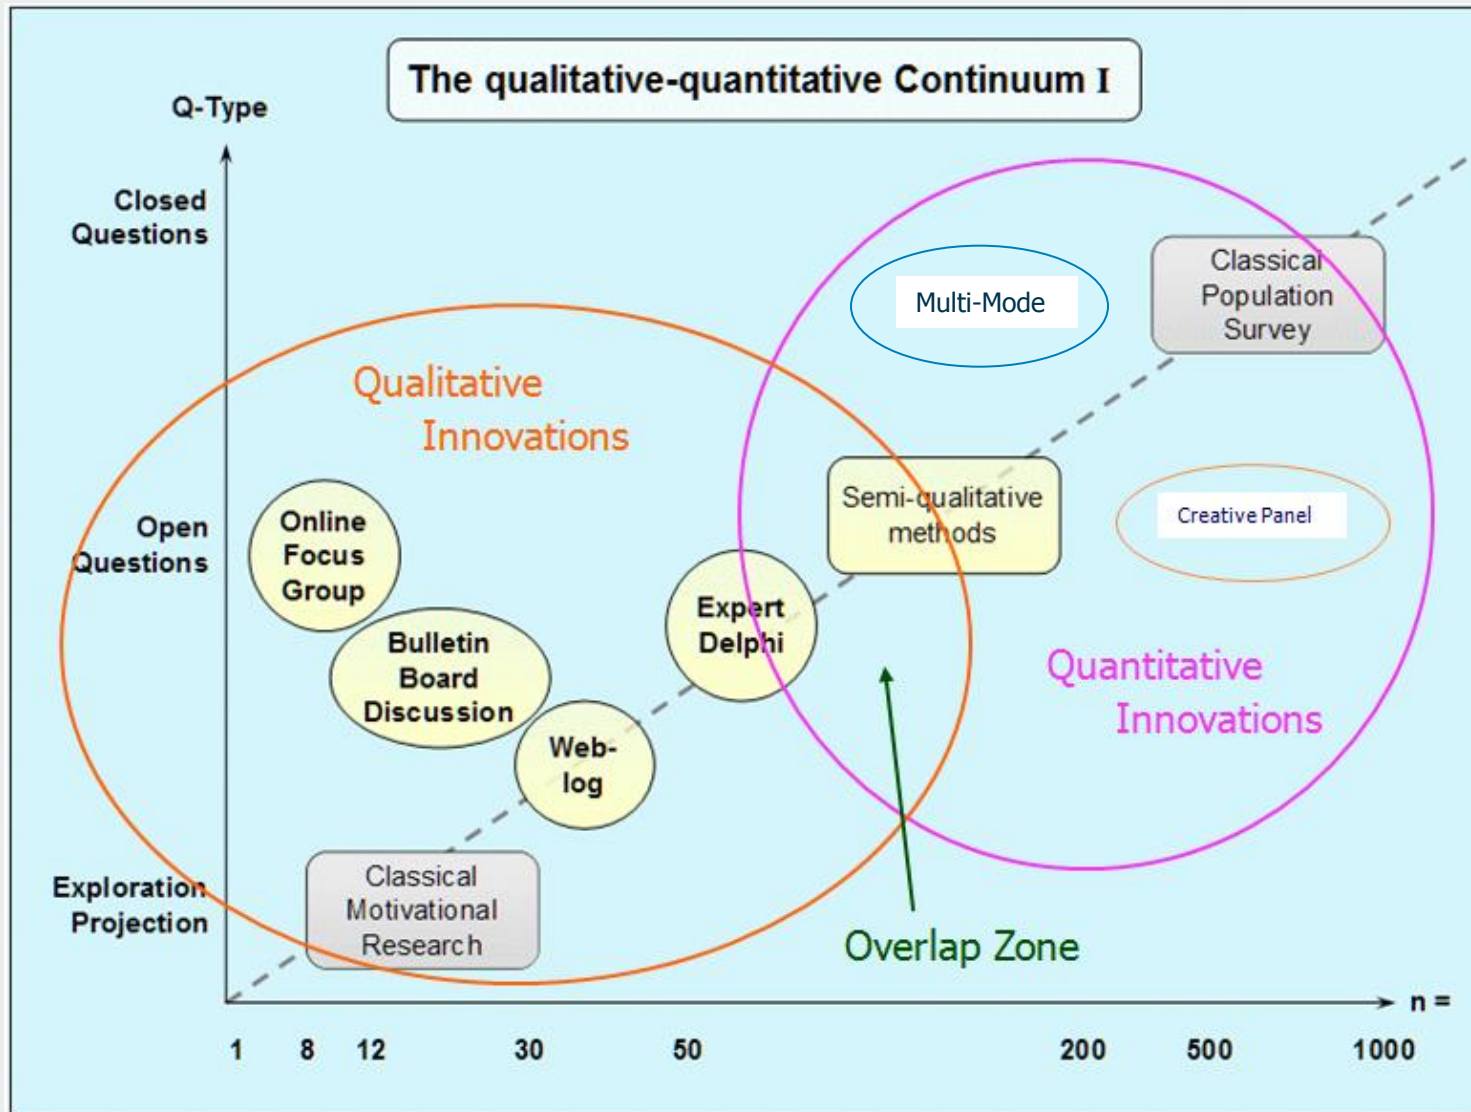 The qualitative-quantitative Continuum I
Q-Type
Closed
Questions
Classical
Population
Survey
Multi-Mode
Qualitative
Innovations
Semi-qualitative
methods
Creative Panel
Open
Questions
Online
Focus
Group
Expert
Delphi
Bulletin
Board
Discussion
Quantitative
Innovations
Web-
log
Exploration
Projection
Classical
Motivational
Research
Overlap Zone
n =
1 8 12 30 50 200 500 1000